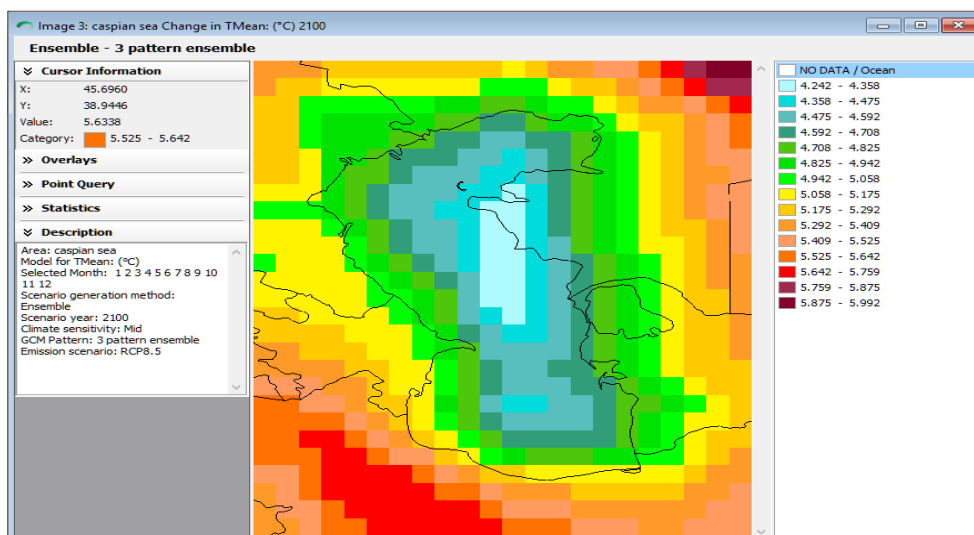 Image 3: caspian sea Change in TMean: (°C) 2100
Ensemble - 3 pattern ensemble
Cursor Information
X: 45.6960
Y: 38.9446
Value: 5.6338
Category: 5.525 - 5.642
Overlays
Point Query
Statistics
Description
Area: caspian sea
Model for TMean: (°C)
Selected Month: 1 2 3 4 5 6 7 8 9 10
11 12
Scenario generation method:
Ensemble
Scenario year: 2100
Climate sensitivity: Mid
GCM Pattern: 3 pattern ensemble
Emission scenario: RCP8.5
NO DATA / Ocean
4.242 - 4.358
4.358 - 4.475
4.475 - 4.592
4.592 - 4.708
4.708 - 4.825
4.825 - 4.942
4.942 - 5.058
5.058 - 5.175
5.175 - 5.292
5.292 - 5.409
5.409 - 5.525
5.525 - 5.642
5.642 - 5.759
5.759 - 5.875
5.875 - 5.992